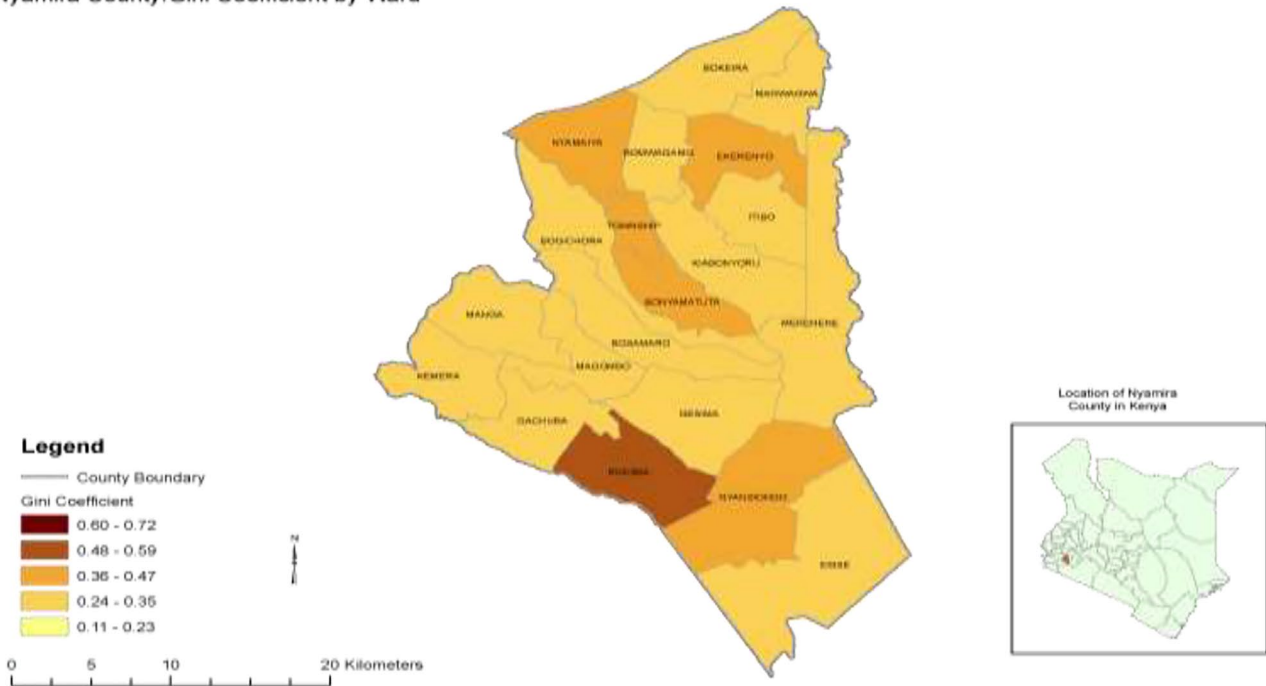 Nyamira County:Gini Coefficient by Ward
BOKEIRA
MAGWAGWA
NYAMAIYA
BOMWAGAMO
EKERENYO
TOWNSHIP
ITIBO
BOGICHORA
KIABONYORU
BONYAMATUTA
MANGA
MEKENENE
BOSAMARO
MAGOMBO
KEMERA
GACHUBA
GESIMA
NYANSIONGO
ESISE
Location of Nyamira
County in Kenya
Legend
County Boundary
Gini Coefficient
0.60 - 0.72
0.48 - 0.59
0.36 - 0.47
0.24 - 0.35
0.11 - 0.23
N
0 5 10 20 Kilometers